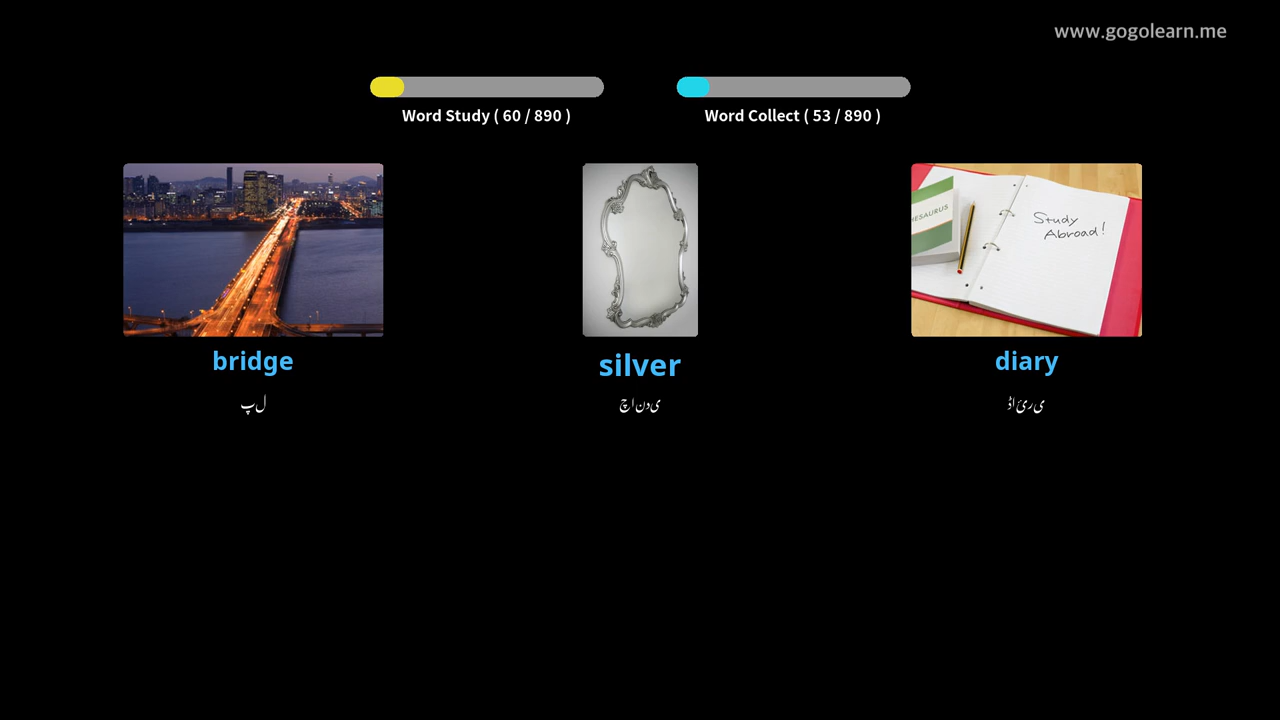 www.gogolearn.me
Word Study ( 60 / 890 )
Word Collect ( 53 / 890 )
HESAURUS
Study
Abroad!
bridge
silver
diary
پل
چاندی
ڈائری